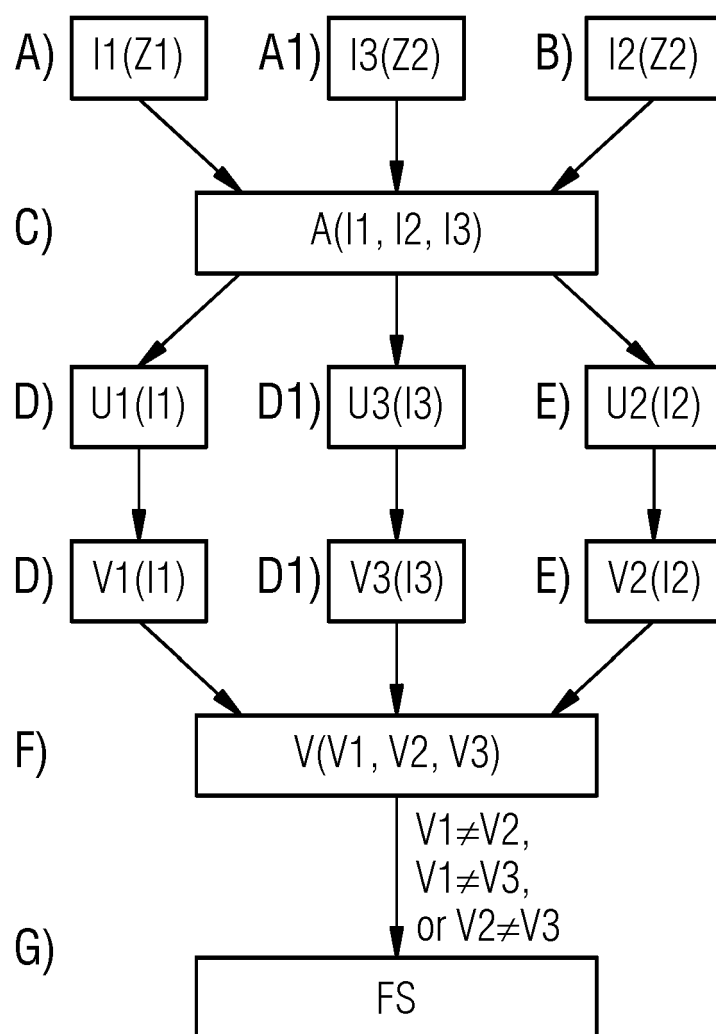 A) I1(Z1) A1) I3(Z2) B) I2(Z2)
C) A(I1, I2, I3)
D) U1(I1) D1) U3(I3) E) U2(I2)
D) V1(I1) D1) V3(I3) E) V2(I2)
F) V(V1, V2, V3)
V1≠V2,
V1≠V3,
or V2≠V3
G) FS